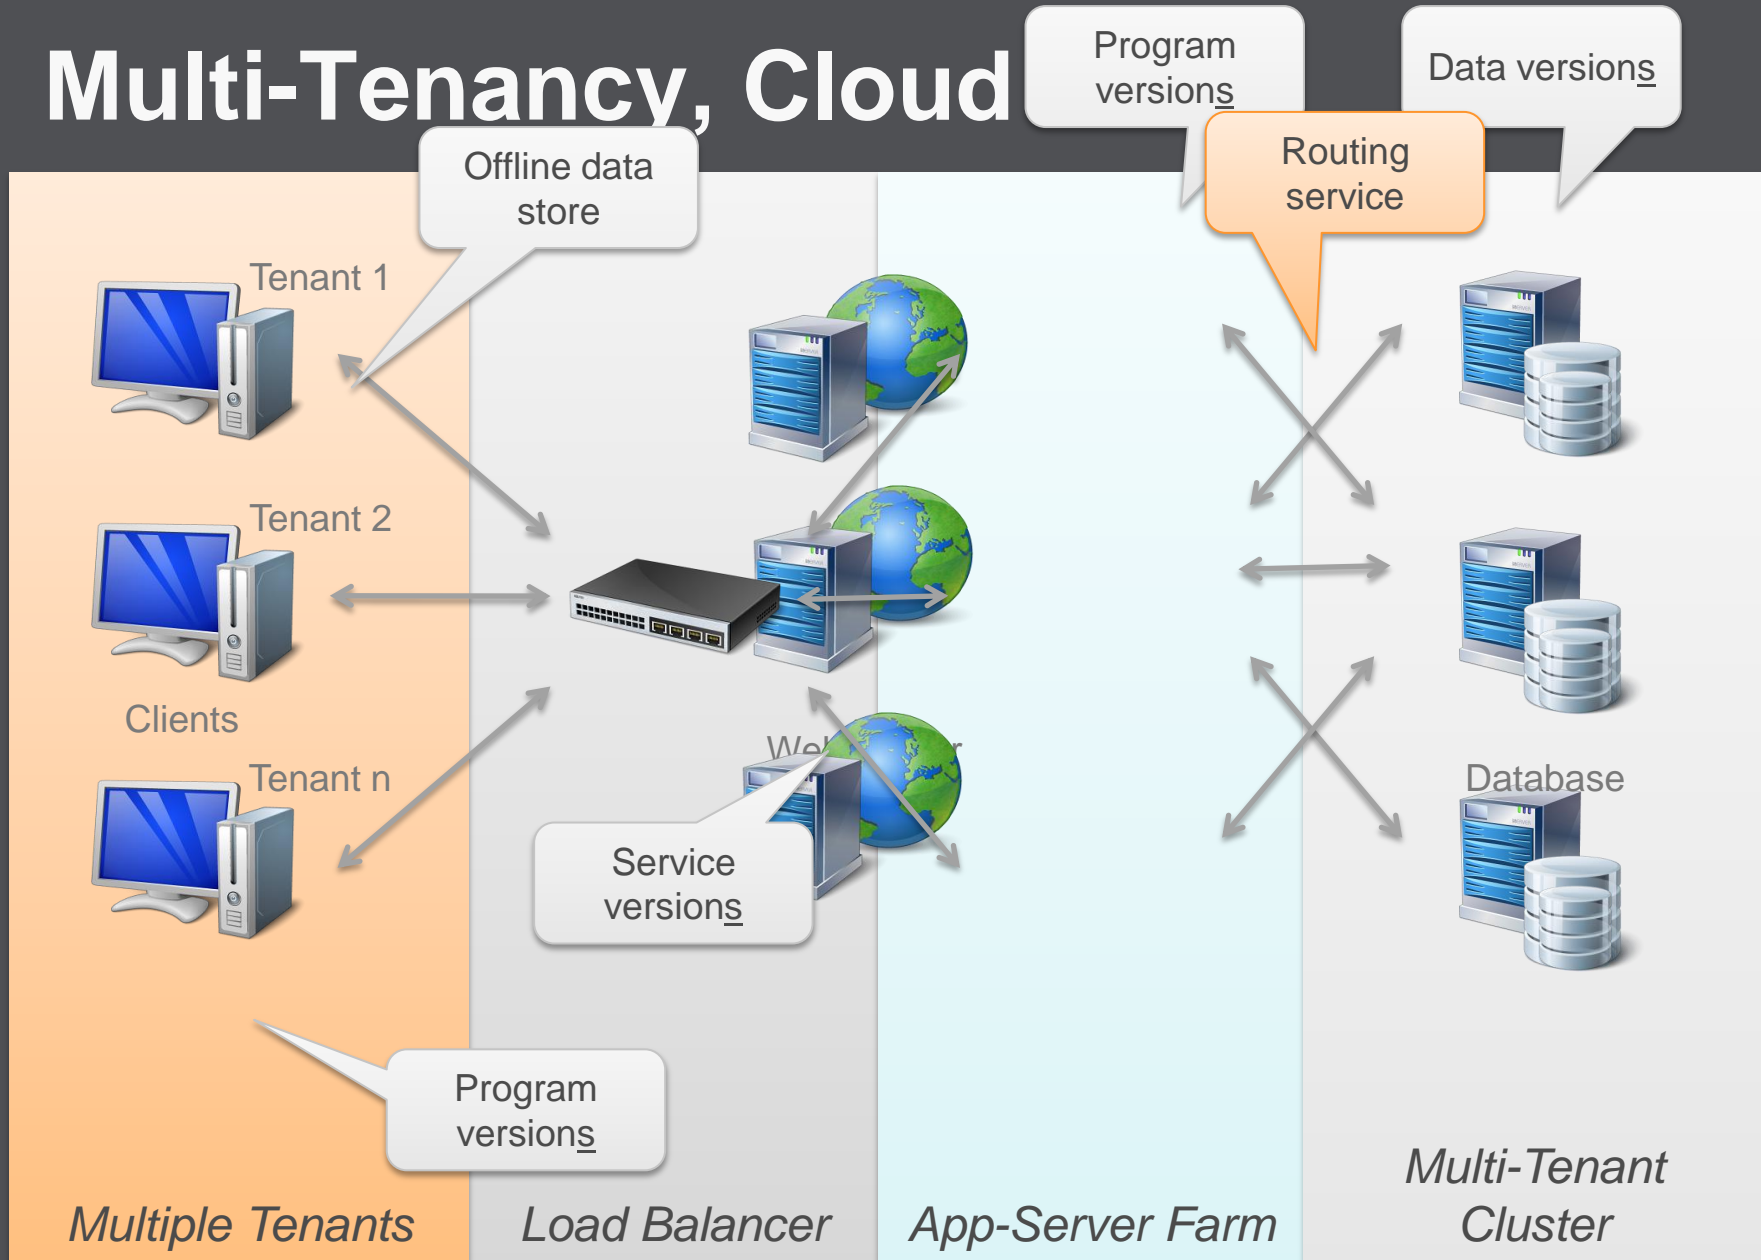 Multi-Tenancy, Cloud
Program
versions
Data versions
Routing
service
Offline data
store
Tenant 1
Tenant 2
Clients
Tenant n
Database
Service
versions
Program
versions
Multiple Tenants
Load Balancer
App-Server Farm
Multi-Tenant
Cluster